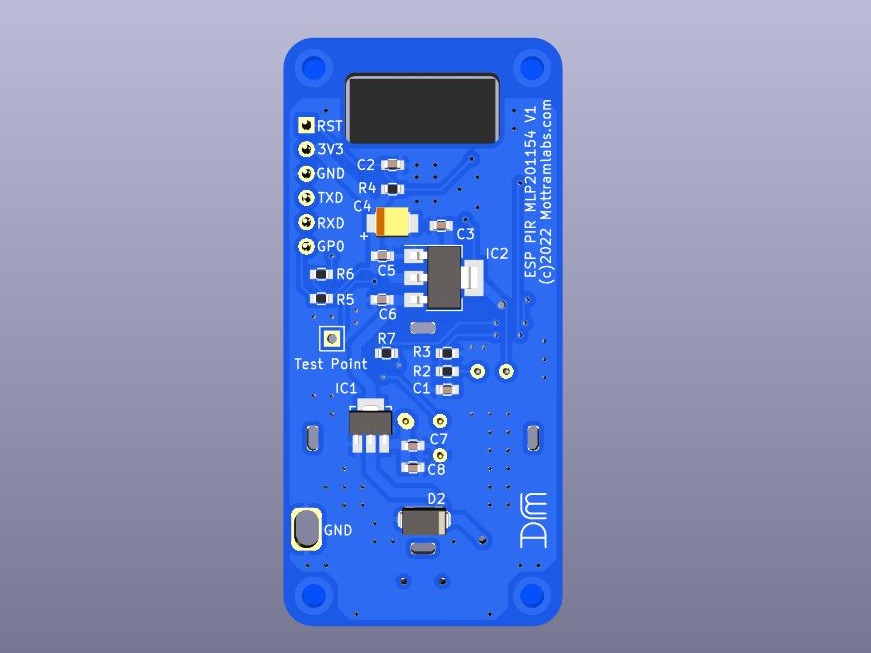 RST
3V3
GND
TXD
RXD
GP0
C2
R4
C4
+
C3
C5
IC2
R6
R5
C6
R7
R3
R2
C1
Test Point
IC1
C7
C8
D2
GND
ESP PIR MLP201154 V1
(c)2022 Mottramlabs.com